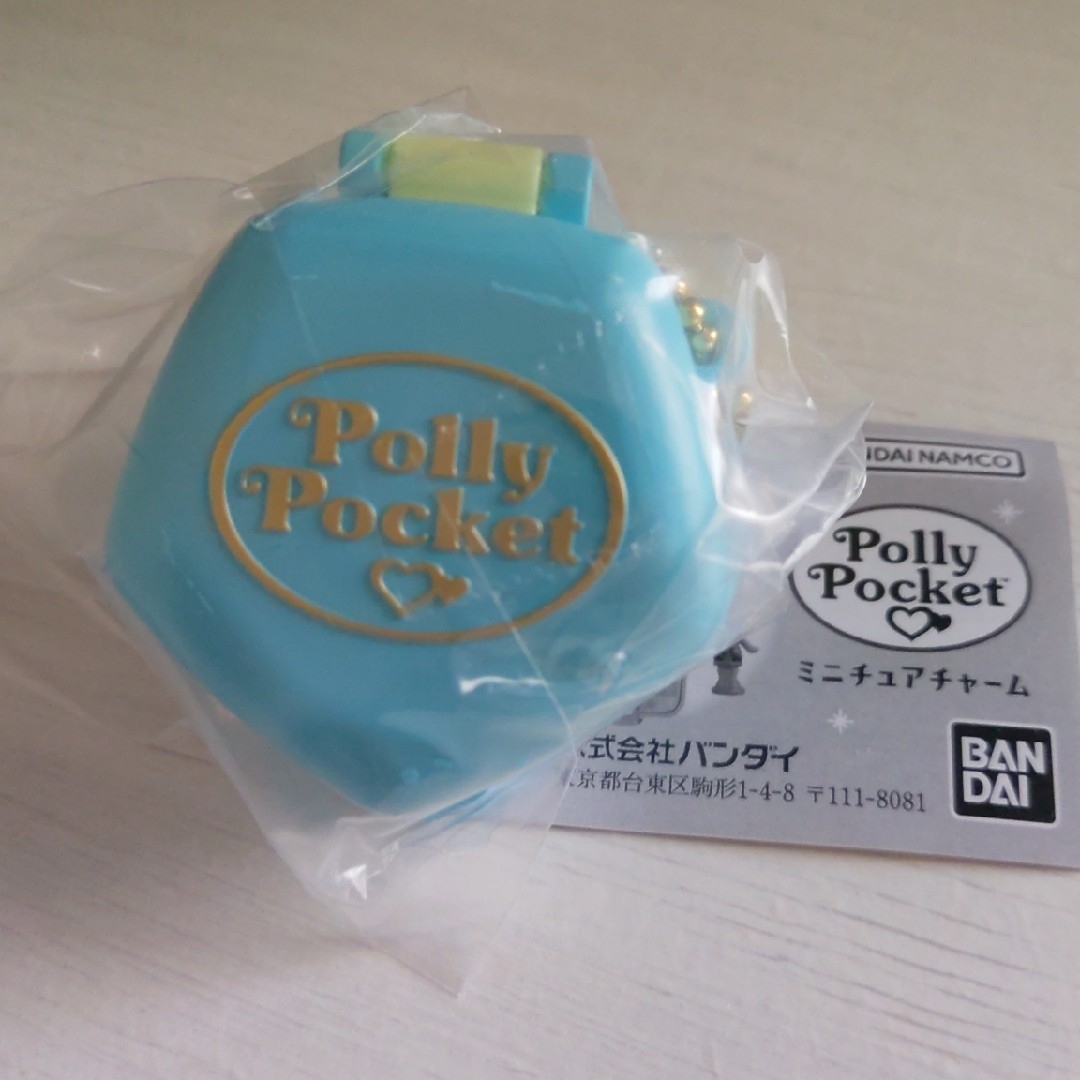 Polly
Pocket
NDAI NAMCO
Polly
Pocket™
ミニチュアチャーム
式会社バンダイ
京都台東区駒形1-4-8 〒111-8081
BAN
DAI